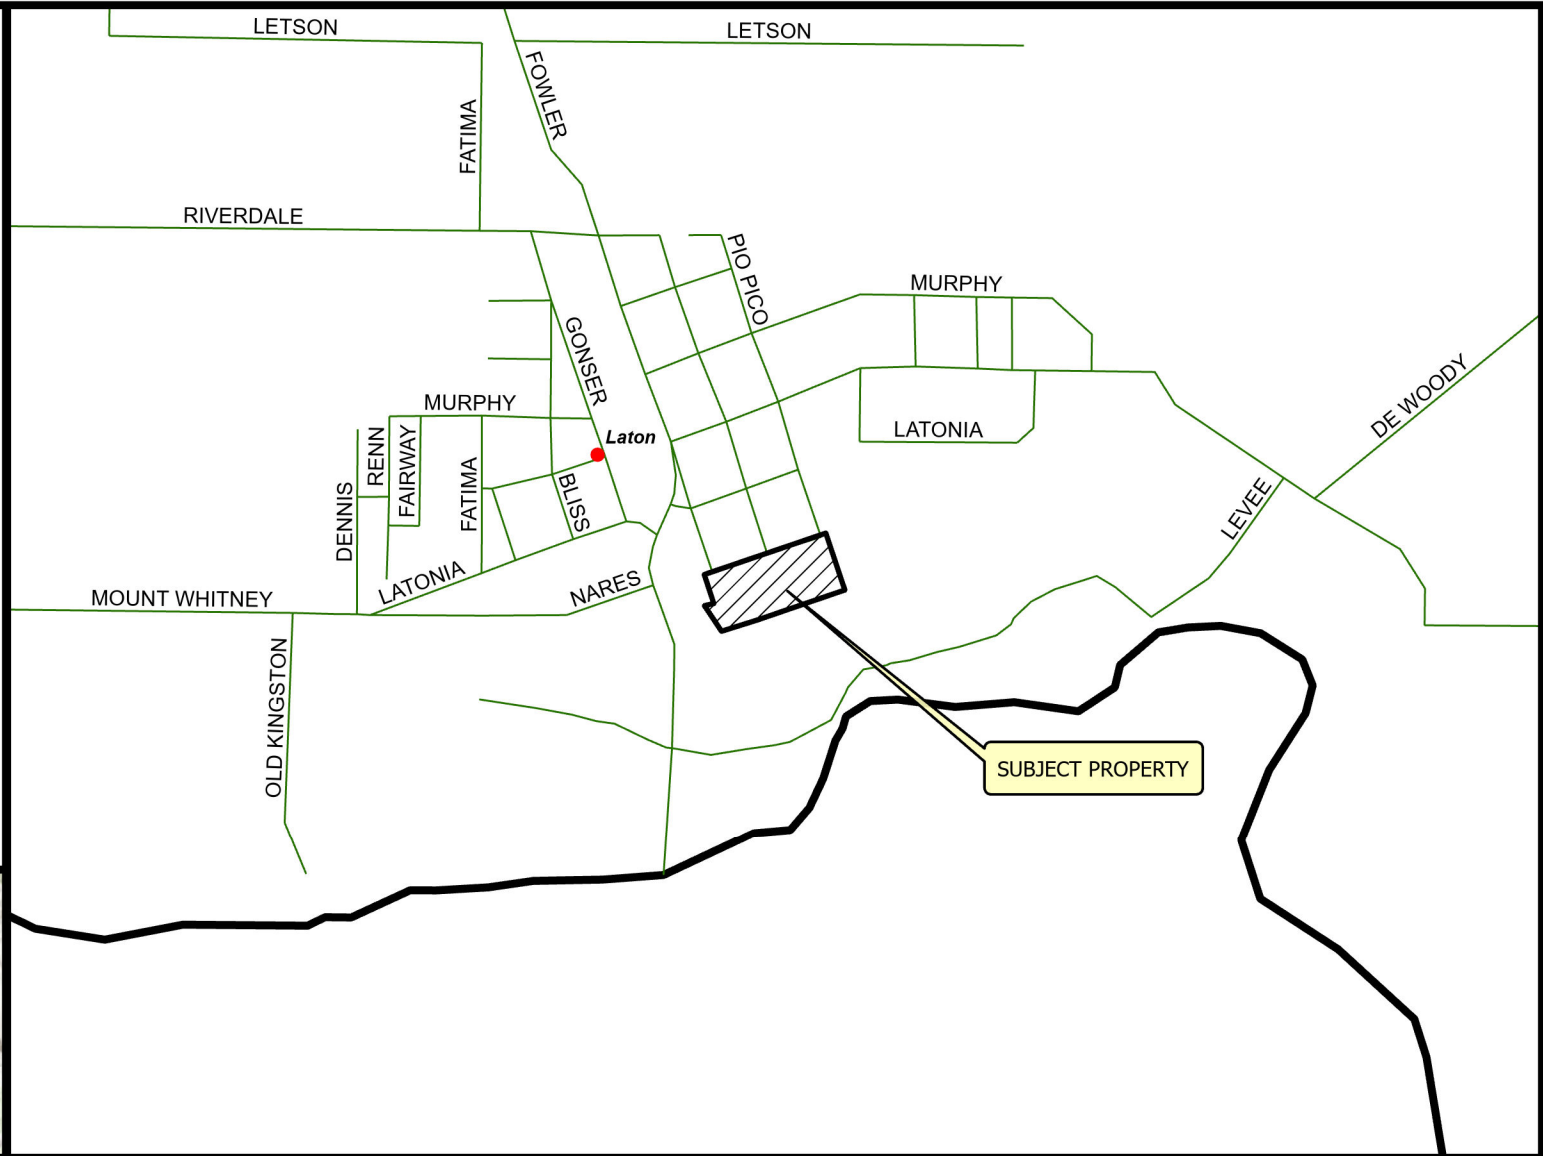 LETSON
LETSON
FOWLER
FATIMA
RIVERDALE
PIO PICO
MURPHY
GONSER
DE WOODY
MURPHY
LATONIA
Laton
RENN
FAIRWAY
FATIMA
BLISS
DENNIS
LEVEE
LATONIA
NARES
MOUNT WHITNEY
OLD KINGSTON
SUBJECT PROPERTY